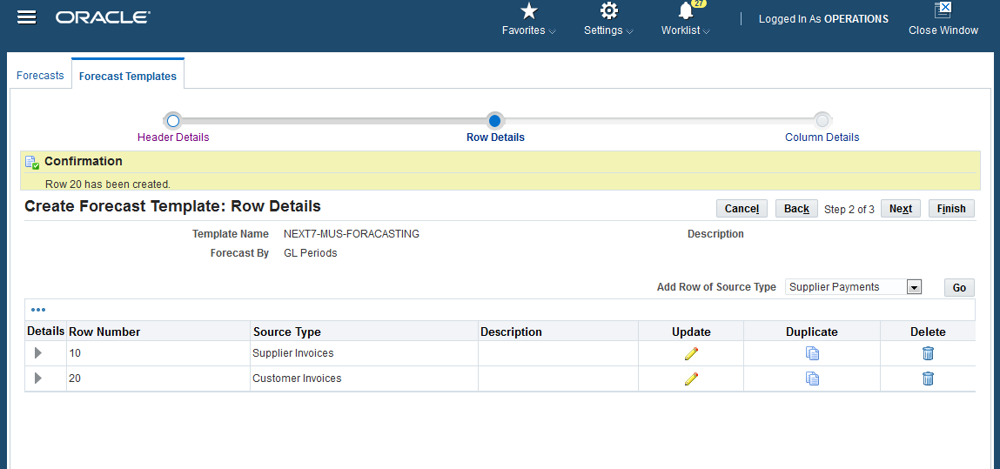 ORACLE
27
Favorites
Settings
Worklist
Logged In As OPERATIONS
Close Window
Forecasts
Forecast Templates
Header Details
Row Details
Column Details
Confirmation
Row 20 has been created.
Create Forecast Template: Row Details
Cancel
Back
Step 2 of 3
Next
Finish
Template Name NEXT7-MUS-FORACASTING
Description
Forecast By GL Periods
Add Row of Source Type Supplier Payments
Go
Details Row Number Source Type Description Update Duplicate Delete
10 Supplier Invoices
20 Customer Invoices